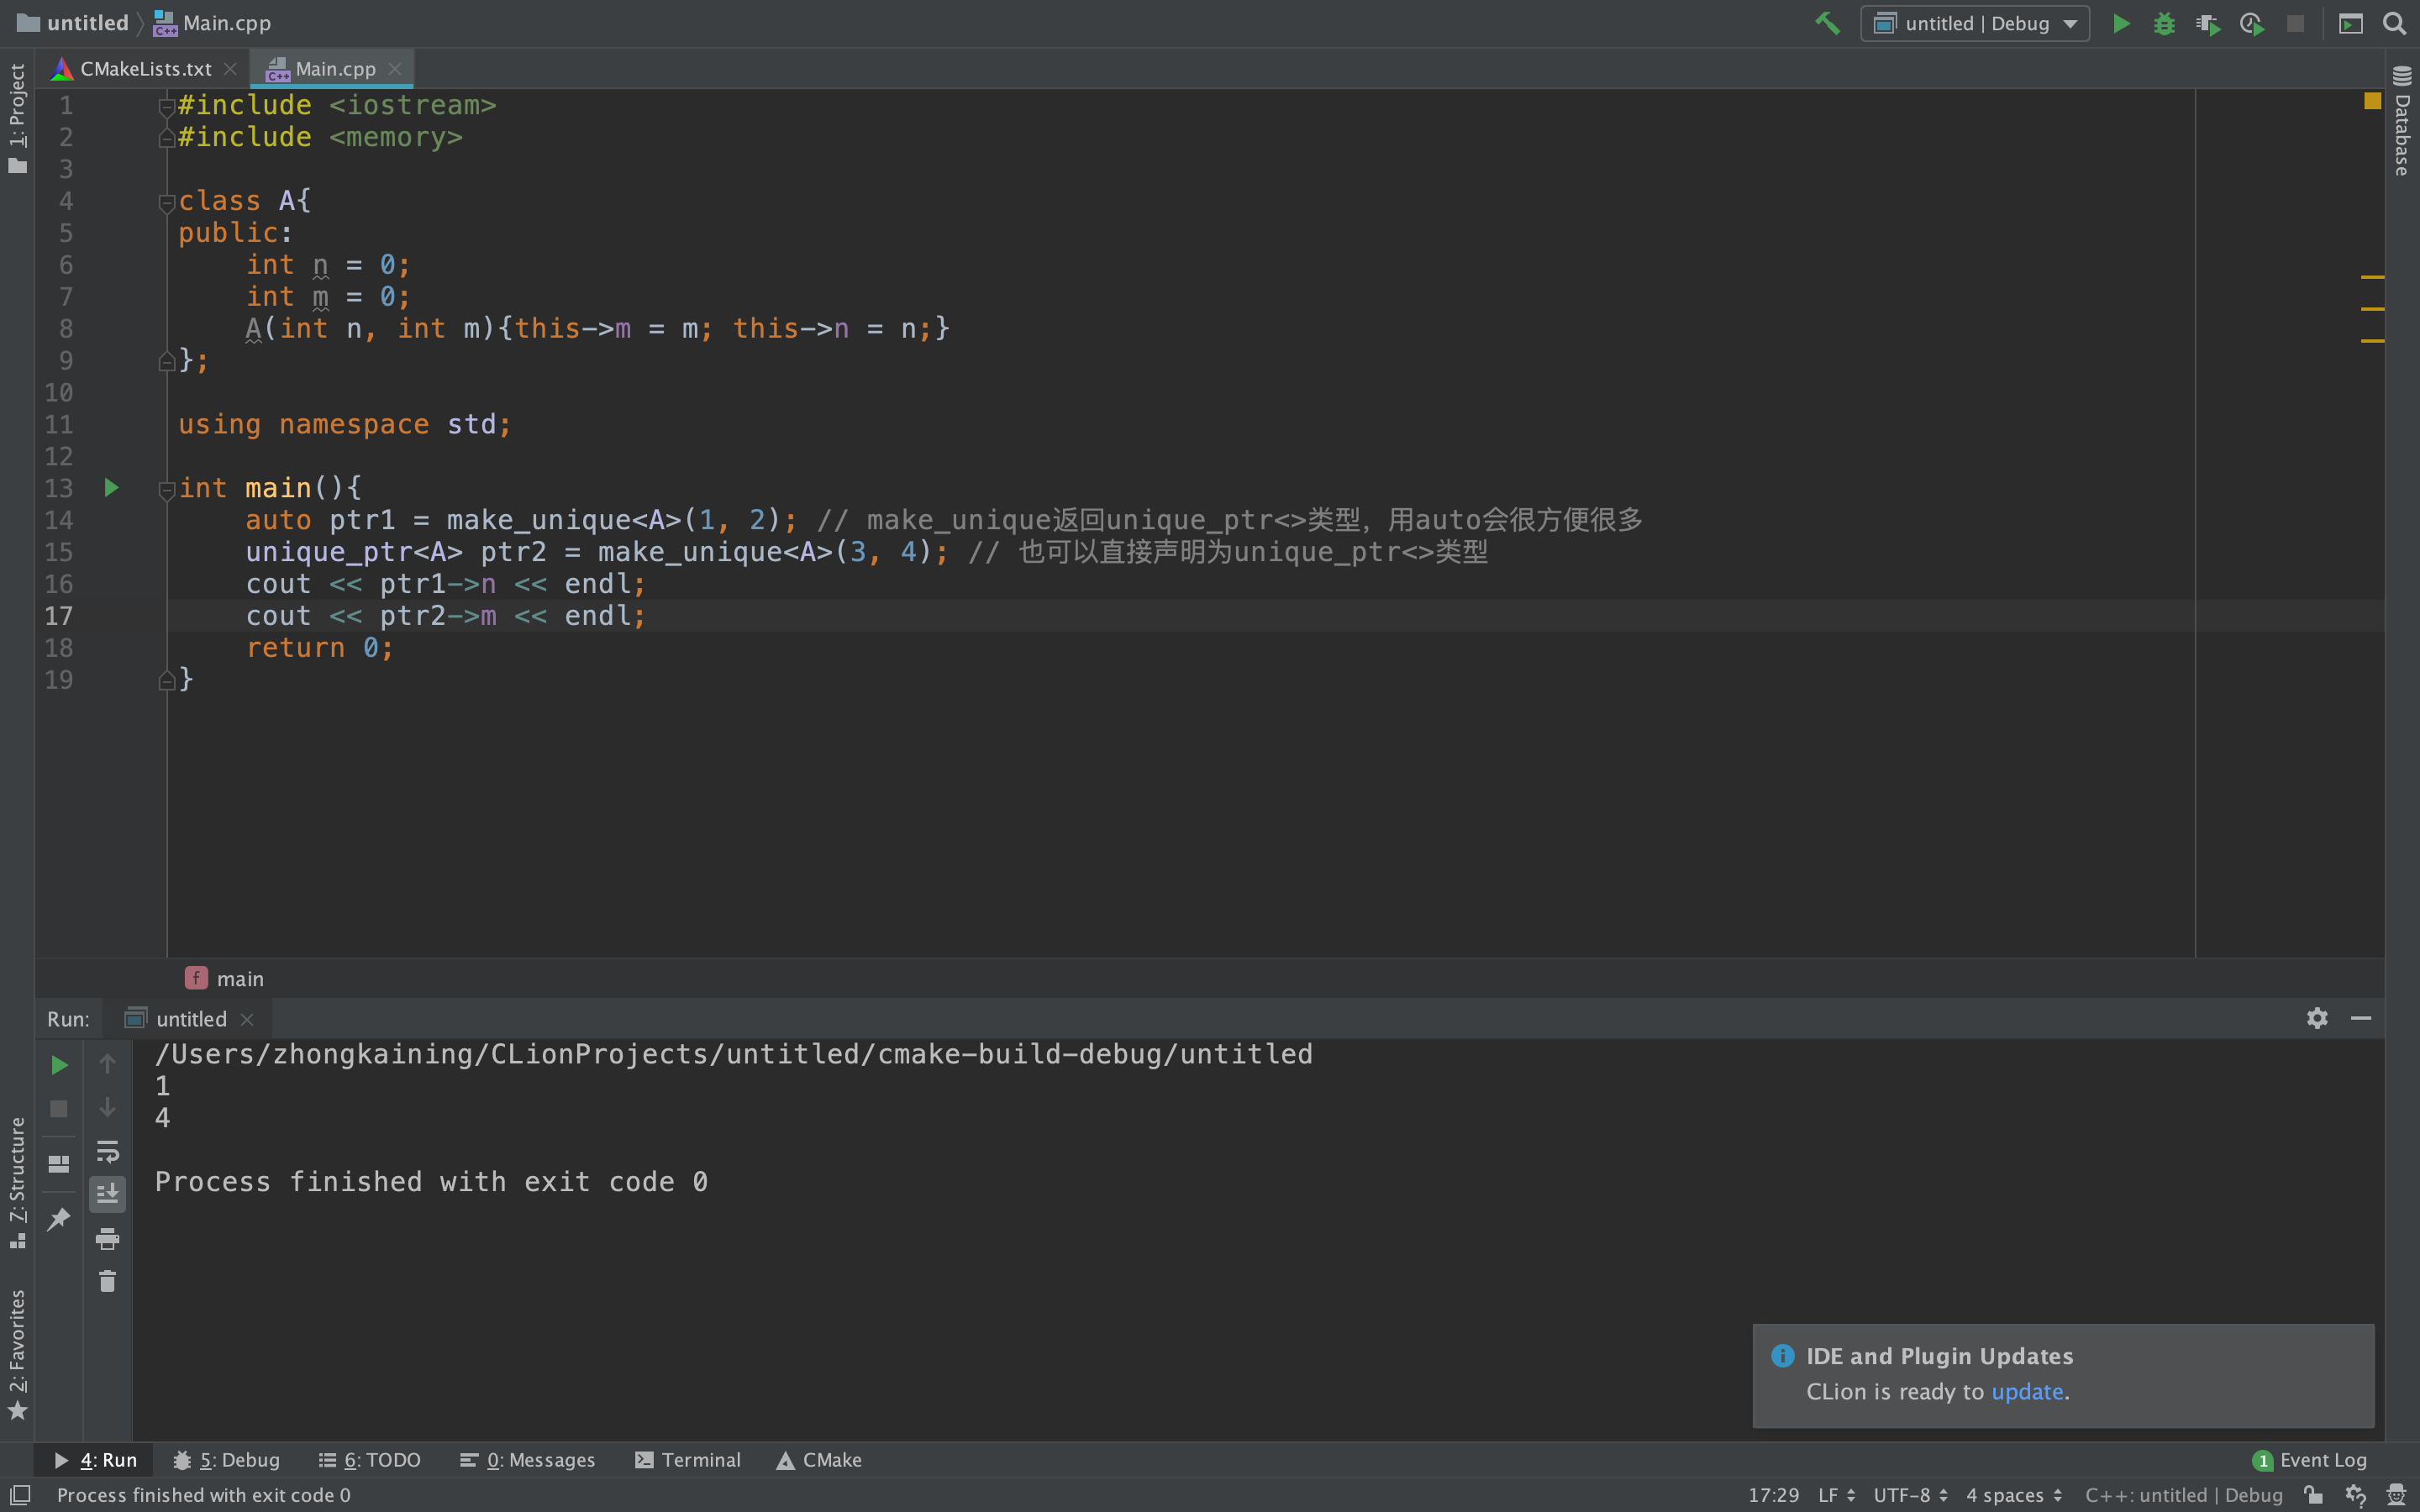 untitled Main.cpp untitled | Debug
CMakeLists.txt Main.cpp
1: Project
Database
1 #include <iostream>
2 #include <memory>
3
4 class A{
5 public:
6     int n = 0;
7     int m = 0;
8     A(int n, int m){this->m = m; this->n = n;}
9 };
10
11 using namespace std;
12
13 int main(){
14     auto ptr1 = make_unique<A>(1, 2); // make_unique返回unique_ptr<>类型，用auto会很方便很多
15     unique_ptr<A> ptr2 = make_unique<A>(3, 4); // 也可以直接声明为unique_ptr<>类型
16     cout << ptr1->n << endl;
17     cout << ptr2->m << endl;
18     return 0;
19 }
f main
Run: untitled
/Users/zhongkaining/CLionProjects/untitled/cmake-build-debug/untitled
1
4
Process finished with exit code 0
7: Structure
2: Favorites
IDE and Plugin Updates
CLion is ready to update.
4: Run 5: Debug 6: TODO 0: Messages Terminal CMake 1 Event Log
Process finished with exit code 0 17:29 LF UTF-8 4 spaces C++: untitled | Debug